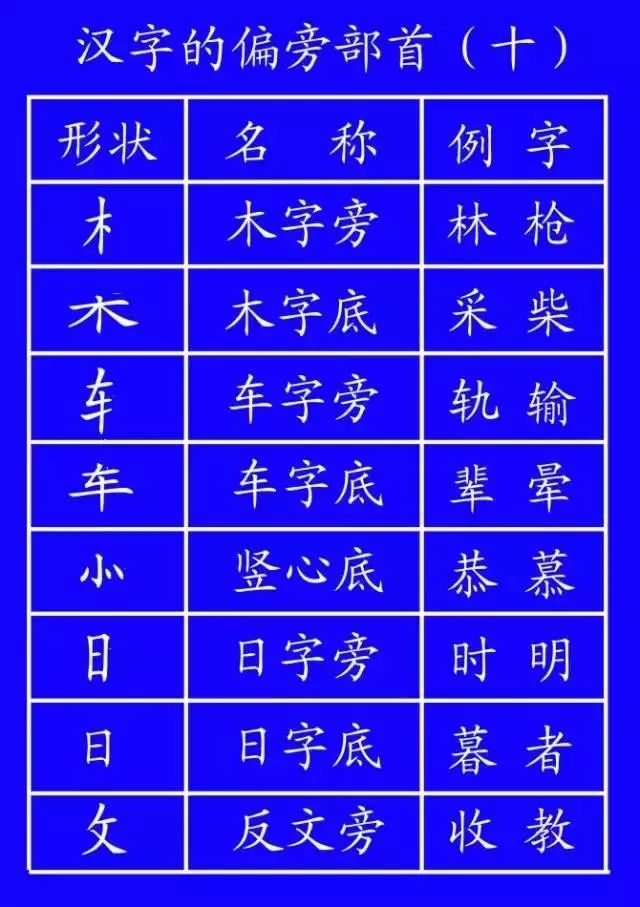 汉字的偏旁部首（十）
形状 名称 例字
木 木字旁 林 枪
木 木字底 采 柴
车 车字旁 轨 输
车 车字底 辈 晕
⺗ 竖心底 恭 慕
日 日字旁 时 明
日 日字底 暮 者
攵 反文旁 收 教